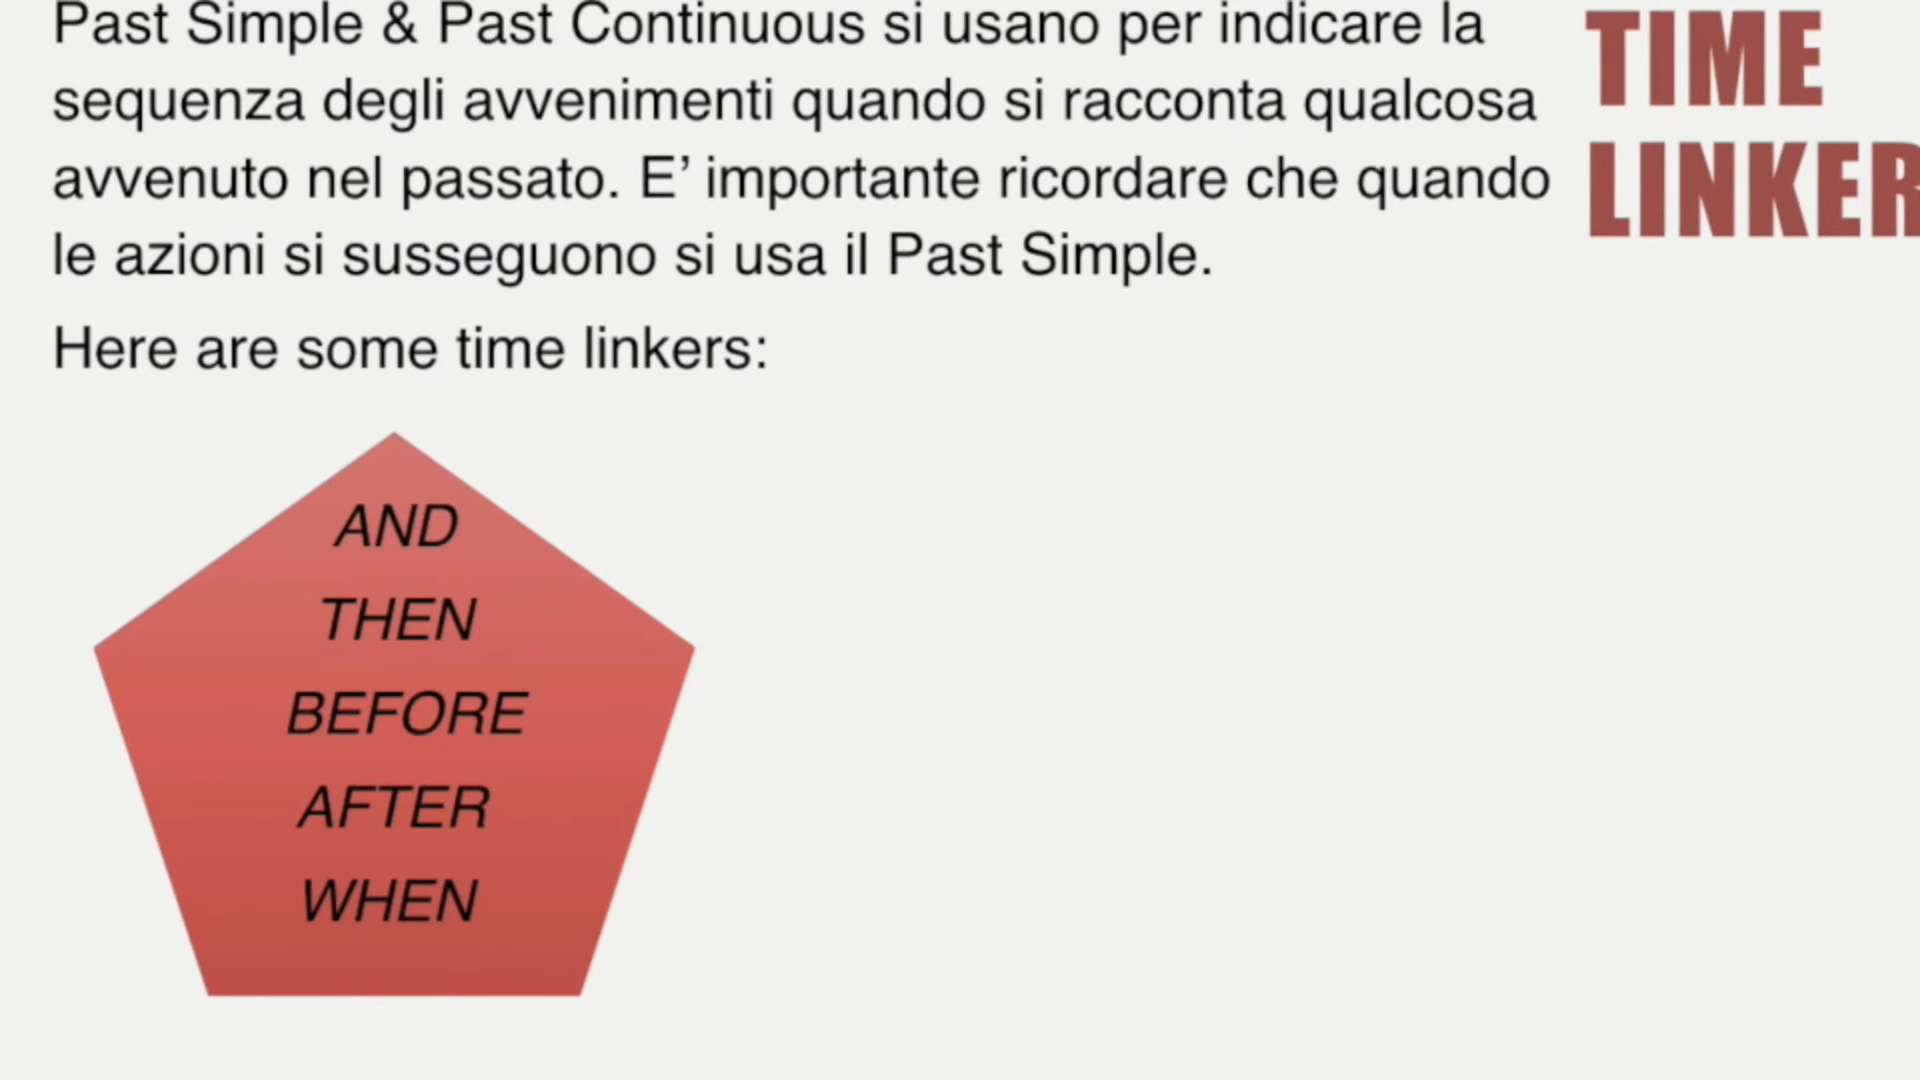 Past Simple & Past Continuous si usano per indicare la
sequenza degli avvenimenti quando si racconta qualcosa
avvenuto nel passato. E’ importante ricordare che quando
le azioni si susseguono si usa il Past Simple.
Here are some time linkers:
TIME
LINKER
AND
THEN
BEFORE
AFTER
WHEN